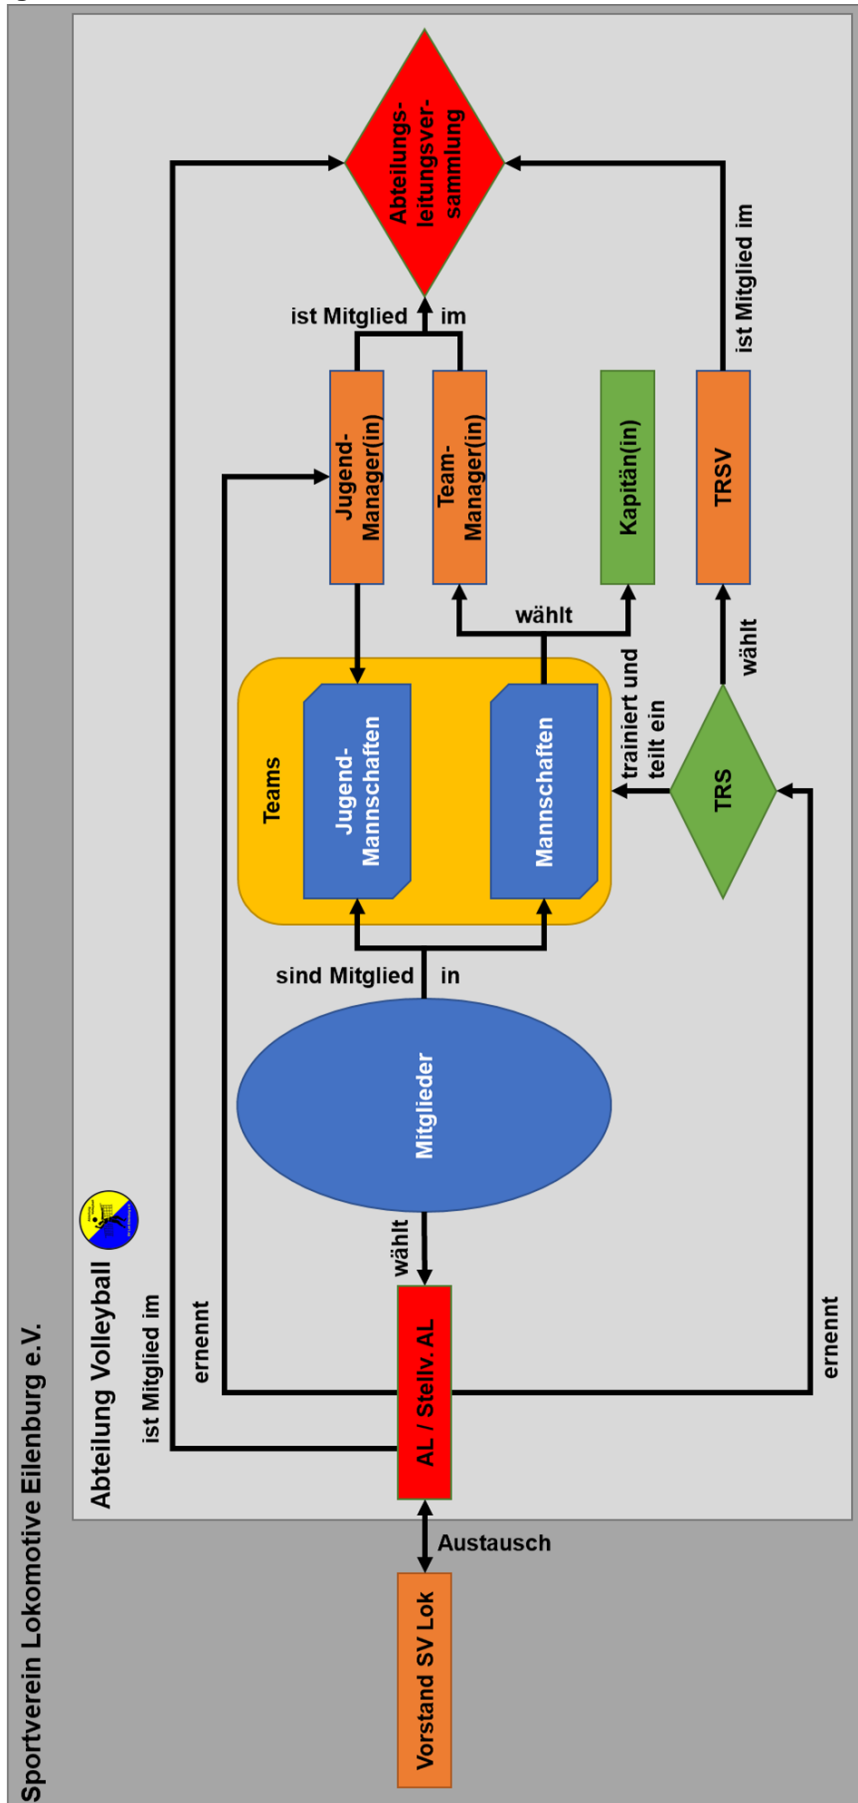 Sportverein Lokomotive Eilenburg e.V.
Abteilung Volleyball
ist Mitglied im
ernennt
Vorstand SV Lok
Austausch
AL / Stellv. AL
wählt
Mitglieder
sind Mitglied in
Teams
Jugend-
Mannschaften
Mannschaften
trainiert und
teilt ein
TRS
ernennt
wählt
wählt
Jugend-
Manager(in)
Team-
Manager(in)
Kapitän(in)
TRSV
ist Mitglied im
ist Mitglied im
Abteilungs-
leitungsver-
sammlung